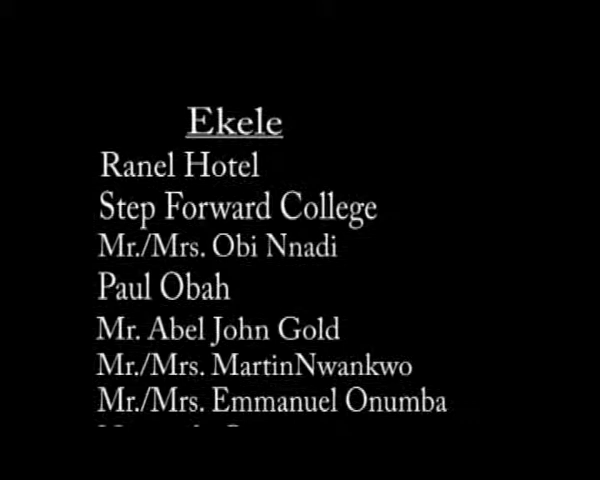 Ekele
Ranel Hotel
Step Forward College
Mr./Mrs. Obi Nnadi
Paul Obah
Mr. Abel John Gold
Mr./Mrs. MartinNwankwo
Mr./Mrs. Emmanuel Onumba